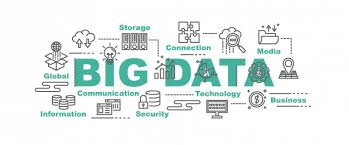 Storage
Connection
Media
Global
BIG DATA
Communication
Technology
Business
Information
Security